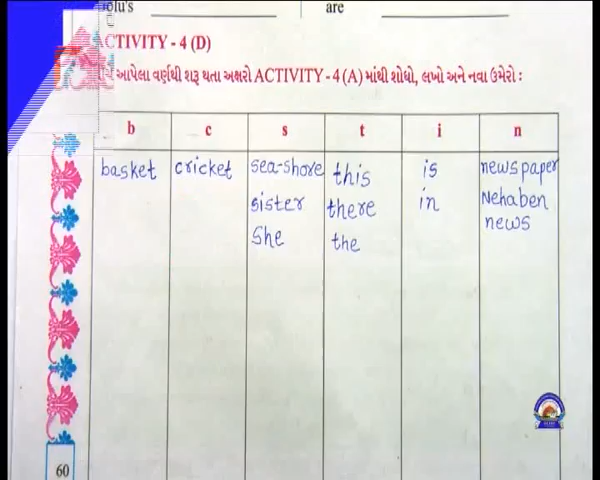 olu's are
ACTIVITY - 4 (D)
આપેલા વર્ણથી શરૂ થતા અક્ષરો ACTIVITY - 4 (A) માંથી શોધો, લખો અને નવા ઉમેરો :
b c s t i n
basket cricket sea-shore this is newspaper
sister there in Nehaben
She the news
60